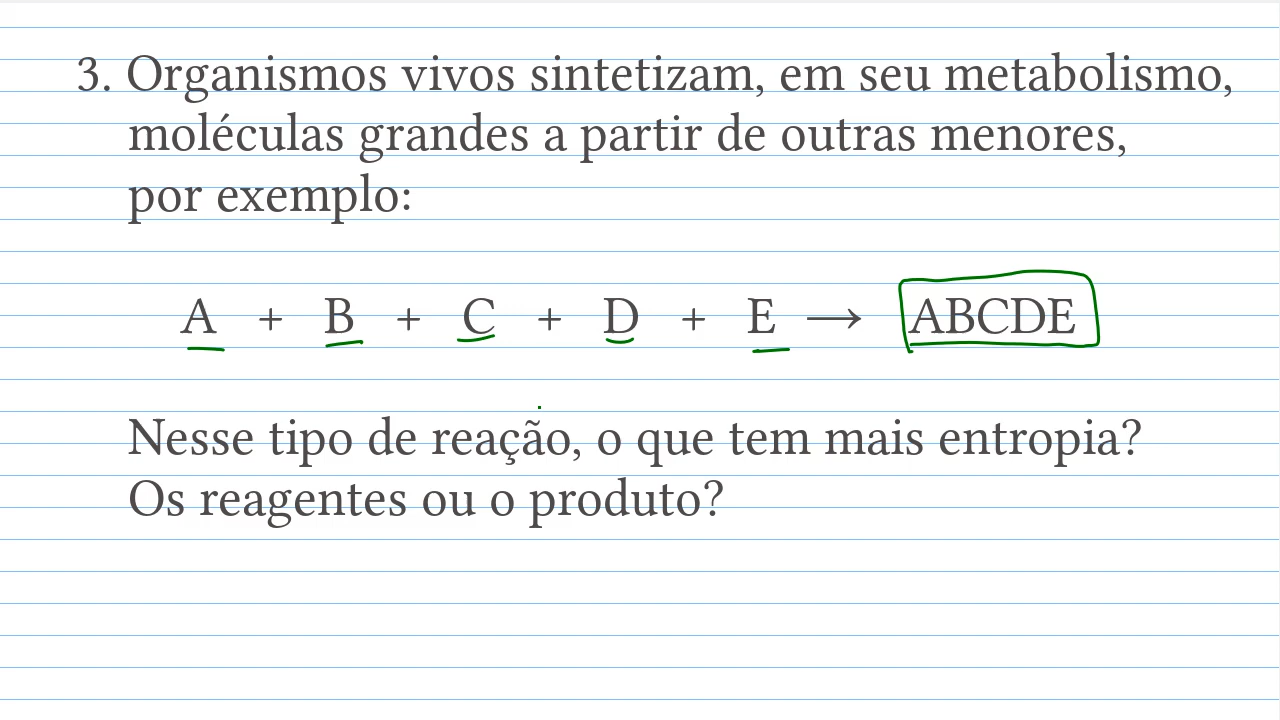 3. Organismos vivos sintetizam, em seu metabolismo,
moléculas grandes a partir de outras menores,
por exemplo:
A + B + C + D + E → ABCDE
Nesse tipo de reação, o que tem mais entropia?
Os reagentes ou o produto?